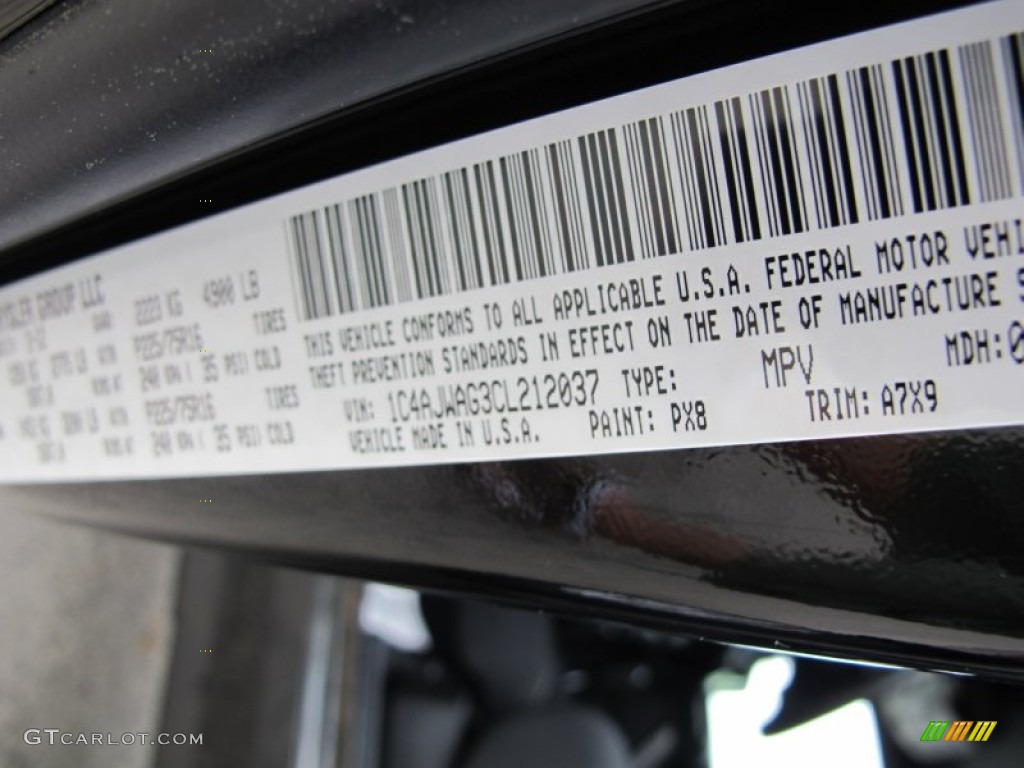 GROUP LLC
2223 KG 4900 LB
P225/75R16 TIRES
240 KPA ( 35 PSI) COLD
P225/75R16 TIRES
240 KPA ( 35 PSI) COLD
THIS VEHICLE CONFORMS TO ALL APPLICABLE U.S.A. FEDERAL MOTOR VEHI
THEFT PREVENTION STANDARDS IN EFFECT ON THE DATE OF MANUFACTURE S
VIN: 1C4AJWAG3CL212037 TYPE: MPV MDH:0
VEHICLE MADE IN U.S.A. PAINT: PX8 TRIM: A7X9
GTCARLOT.COM